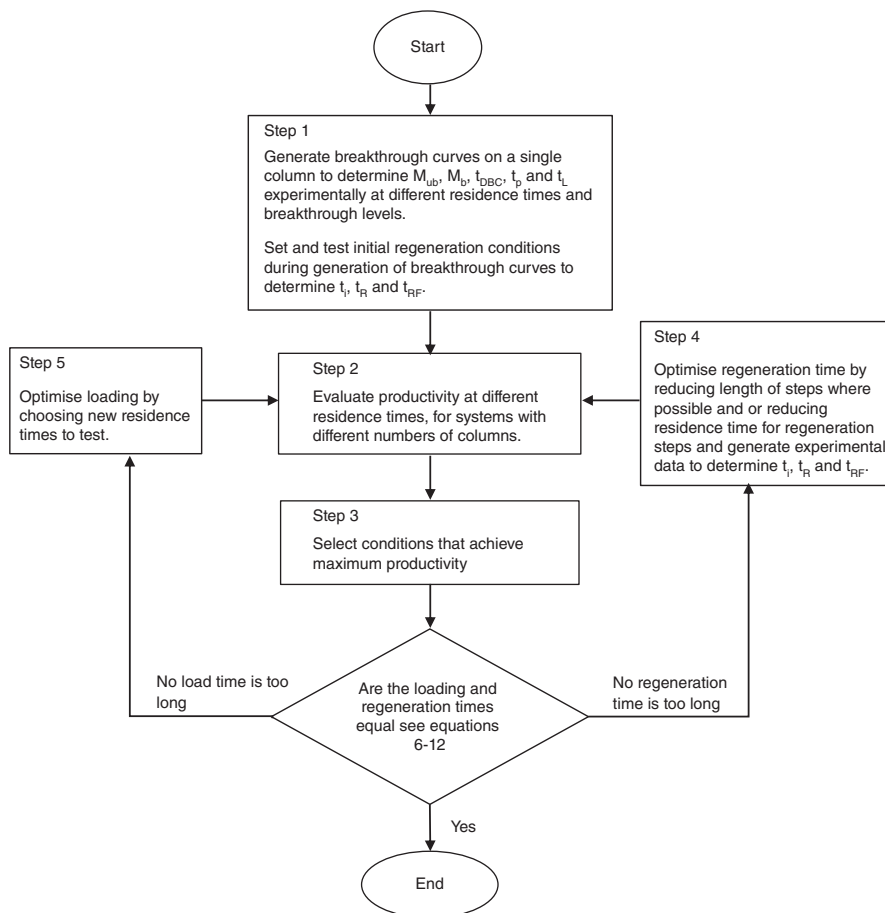 Start
Step 1
Generate breakthrough curves on a single
column to determine M_ub, M_b, t_DBC, t_p and t_L
experimentally at different residence times and
breakthrough levels.
Set and test initial regeneration conditions
during generation of breakthrough curves to
determine t_i, t_R and t_RF.
Step 5
Optimise loading by
choosing new residence
times to test.
Step 2
Evaluate productivity at different
residence times, for systems with
different numbers of columns.
Step 4
Optimise regeneration time by
reducing length of steps where
possible and or reducing
residence time for regeneration
steps and generate experimental
data to determine t_i, t_R and t_RF.
Step 3
Select conditions that achieve
maximum productivity
No load time is too
long
Are the loading and
regeneration times
equal see equations
6-12
No regeneration
time is too long
Yes
End